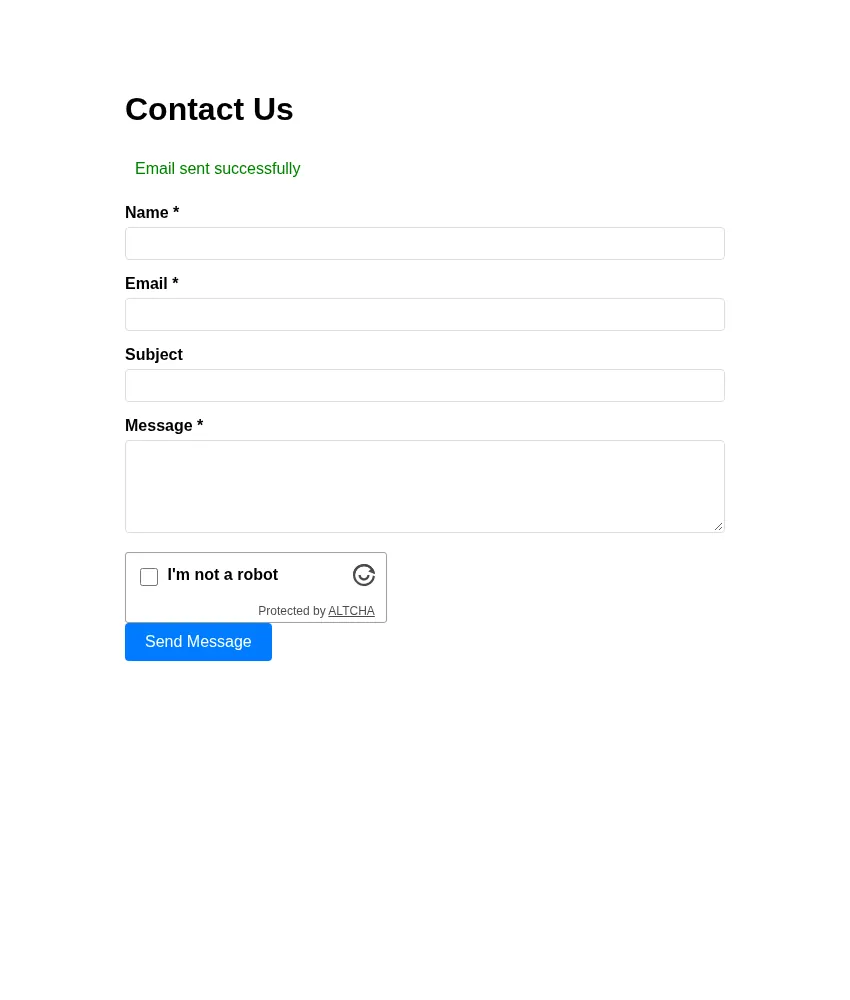 Contact Us
Email sent successfully
Name *
Email *
Subject
Message *
I'm not a robot
Protected by ALTCHA
Send Message